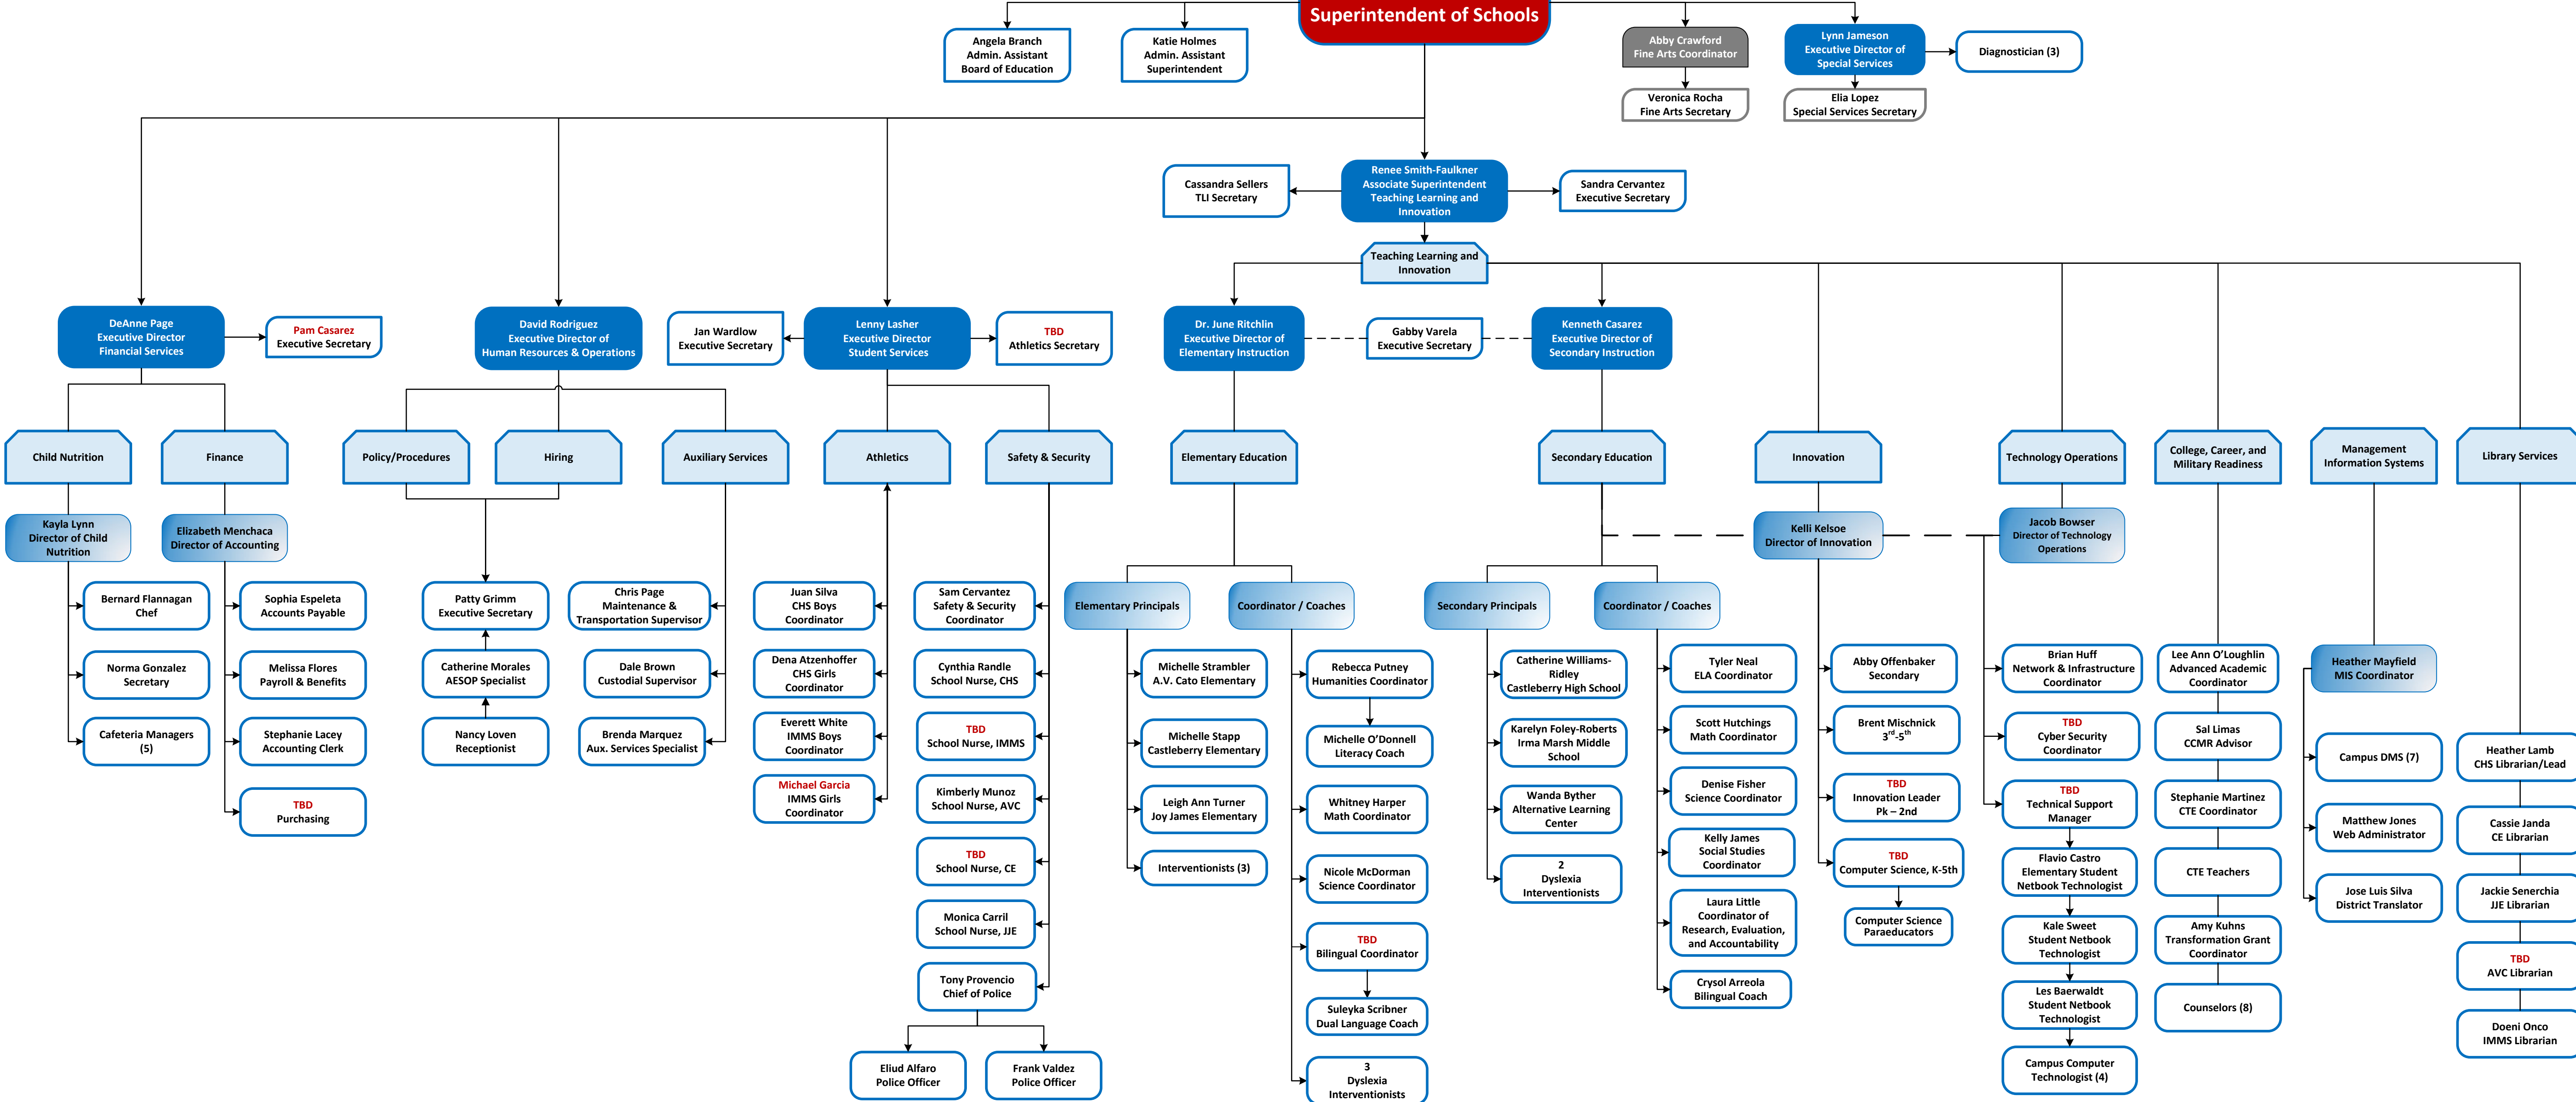 Superintendent of Schools
Angela Branch
Admin. Assistant
Board of Education
Katie Holmes
Admin. Assistant
Superintendent
Abby Crawford
Fine Arts Coordinator
Veronica Rocha
Fine Arts Secretary
Lynn Jameson
Executive Director of
Special Services
Elia Lopez
Special Services Secretary
Diagnostician (3)
Cassandra Sellers
TLI Secretary
Renee Smith-Faulkner
Associate Superintendent
Teaching Learning and
Innovation
Sandra Cervantez
Executive Secretary
Teaching Learning and
Innovation
DeAnne Page
Executive Director
Financial Services
Pam Casarez
Executive Secretary
David Rodriguez
Executive Director of
Human Resources & Operations
Jan Wardlow
Executive Secretary
Lenny Lasher
Executive Director
Student Services
TBD
Athletics Secretary
Dr. June Ritchlin
Executive Director of
Elementary Instruction
Gabby Varela
Executive Secretary
Kenneth Casarez
Executive Director of
Secondary Instruction
Child Nutrition
Finance
Policy/Procedures
Hiring
Auxiliary Services
Athletics
Safety & Security
Elementary Education
Secondary Education
Innovation
Technology Operations
College, Career, and
Military Readiness
Management
Information Systems
Library Services
Kayla Lynn
Director of Child
Nutrition
Bernard Flannagan
Chef
Norma Gonzalez
Secretary
Cafeteria Managers
(5)
Elizabeth Menchaca
Director of Accounting
Sophia Espeleta
Accounts Payable
Melissa Flores
Payroll & Benefits
Stephanie Lacey
Accounting Clerk
TBD
Purchasing
Patty Grimm
Executive Secretary
Catherine Morales
AESOP Specialist
Nancy Loven
Receptionist
Chris Page
Maintenance &
Transportation Supervisor
Dale Brown
Custodial Supervisor
Brenda Marquez
Aux. Services Specialist
Juan Silva
CHS Boys
Coordinator
Dena Atzenhoffer
CHS Girls
Coordinator
Everett White
IMMS Boys
Coordinator
Michael Garcia
IMMS Girls
Coordinator
Sam Cervantez
Safety & Security
Coordinator
Cynthia Randle
School Nurse, CHS
TBD
School Nurse, IMMS
Kimberly Munoz
School Nurse, AVC
TBD
School Nurse, CE
Monica Carril
School Nurse, JJE
Tony Provencio
Chief of Police
Eliud Alfaro
Police Officer
Frank Valdez
Police Officer
Elementary Principals
Michelle Strambler
A.V. Cato Elementary
Michelle Stapp
Castleberry Elementary
Leigh Ann Turner
Joy James Elementary
Interventionists (3)
Coordinator / Coaches
Rebecca Putney
Humanities Coordinator
Michelle O’Donnell
Literacy Coach
Whitney Harper
Math Coordinator
Nicole McDorman
Science Coordinator
TBD
Bilingual Coordinator
Suleyka Scribner
Dual Language Coach
3
Dyslexia
Interventionists
Secondary Principals
Catherine Williams-
Ridley
Castleberry High School
Karelyn Foley-Roberts
Irma Marsh Middle
School
Wanda Byther
Alternative Learning
Center
2
Dyslexia
Interventionists
Coordinator / Coaches
Tyler Neal
ELA Coordinator
Scott Hutchings
Math Coordinator
Denise Fisher
Science Coordinator
Kelly James
Social Studies
Coordinator
Laura Little
Coordinator of
Research, Evaluation,
and Accountability
Crysol Arreola
Bilingual Coach
Kelli Kelsoe
Director of Innovation
Abby Offenbaker
Secondary
Brent Mischnick
3rd-5th
TBD
Innovation Leader
Pk – 2nd
TBD
Computer Science, K-5th
Computer Science
Paraeducators
Jacob Bowser
Director of Technology
Operations
Brian Huff
Network & Infrastructure
Coordinator
TBD
Cyber Security
Coordinator
TBD
Technical Support
Manager
Flavio Castro
Elementary Student
Netbook Technologist
Kale Sweet
Student Netbook
Technologist
Les Baerwaldt
Student Netbook
Technologist
Campus Computer
Technologist (4)
Lee Ann O’Loughlin
Advanced Academic
Coordinator
Sal Limas
CCMR Advisor
Stephanie Martinez
CTE Coordinator
CTE Teachers
Amy Kuhns
Transformation Grant
Coordinator
Counselors (8)
Heather Mayfield
MIS Coordinator
Campus DMS (7)
Matthew Jones
Web Administrator
Jose Luis Silva
District Translator
Heather Lamb
CHS Librarian/Lead
Cassie Janda
CE Librarian
Jackie Senerchia
JJE Librarian
TBD
AVC Librarian
Doeni Onco
IMMS Librarian